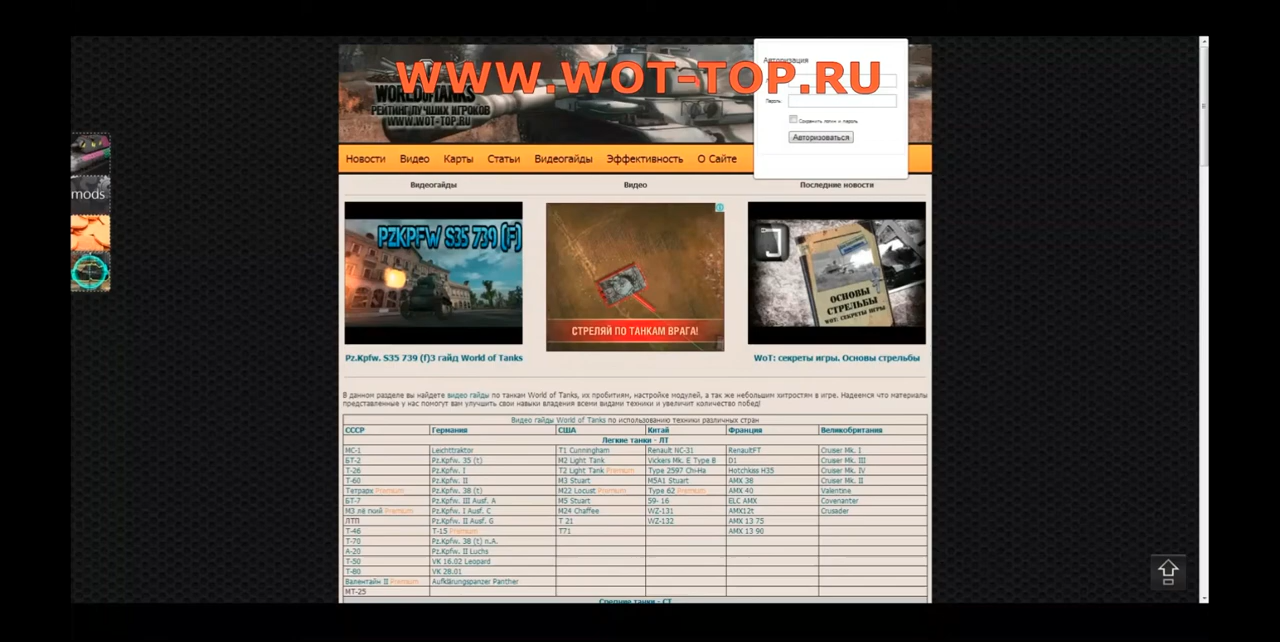 WWW.WOT-TOP.RU
WORLD OF TANKS
РЕЙТИНГ ЛУЧШИХ ИГРОКОВ
WWW.WOT-TOP.RU
Авторизация
Пароль:
Сохранить логин и пароль
Авторизоваться
Новости Видео Карты Статьи Видеогайды Эффективность О Сайте
mods
Видеогайды Видео Последние новости
PZKPFW S35 739 (F)
СТРЕЛЯЙ ПО ТАНКАМ ВРАГА!
ОСНОВЫ
СТРЕЛЬБЫ
WOT: СЕКРЕТЫ ИГРЫ
Pz.Kpfw. S35 739 (f)3 гайд World of Tanks
WoT: секреты игры. Основы стрельбы
В данном разделе вы найдете видео гайды по танкам World of Tanks, их пробитиям, настройке модулей, а так же небольшим хитростям в игре. Надеемся что материалы
представленные у нас помогут вам улучшить свои навыки владения всеми видами техники и увеличит количество побед!
Видео гайды World of Tanks по использованию техники различных стран
СССР Германия США Китай Франция Великобритания
Легкие танки - ЛТ
МС-1 Leichttraktor T1 Cunningham Renault NC-31 RenaultFT Cruiser Mk. I
БТ-2 Pz.Kpfw. 35 (t) M2 Light Tank Vickers Mk. E Type B D1 Cruiser Mk. III
Т-26 Pz.Kpfw. I T2 Light Tank Premium Type 2597 Chi-Ha Hotchkiss H35 Cruiser Mk. IV
Т-60 Pz.Kpfw. II M3 Stuart M5A1 Stuart AMX 38 Cruiser Mk. II
Тетрарх Premium Pz.Kpfw. 38 (t) M22 Locust Premium Type 62 Premium AMX 40 Valentine
БТ-7 Pz.Kpfw. III Ausf. A M5 Stuart 59- 16 ELC AMX Covenanter
М3 лёгкий Premium Pz.Kpfw. I Ausf. C M24 Chaffee WZ-131 AMX12t Crusader
ЛТП Pz.Kpfw. II Ausf. G T 21 WZ-132 AMX 13 75
Т-46 T-15 Premium T71 AMX 13 90
Т-70 Pz.Kpfw. 38 (t) n.A.
А-20 Pz.Kpfw. II Luchs
Т-50 VK 16.02 Leopard
Т-80 VK 28.01
Валентайн II Premium Aufklärungspanzer Panther
МТ-25
Средние танки - СТ